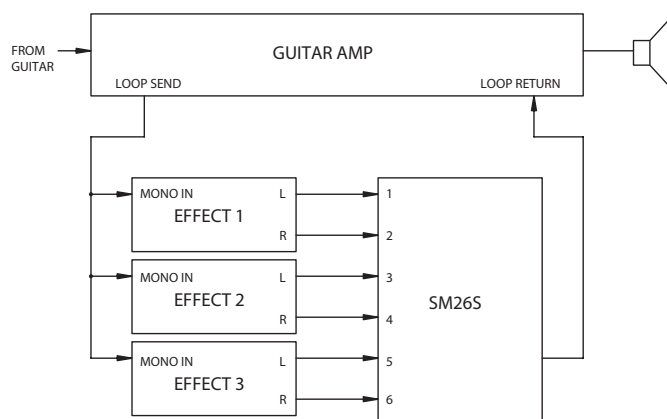 FROM
GUITAR
GUITAR AMP
LOOP SEND
LOOP RETURN
MONO IN
L
EFFECT 1
R
MONO IN
L
EFFECT 2
R
MONO IN
L
EFFECT 3
R
1
2
3
4
5
6
SM26S